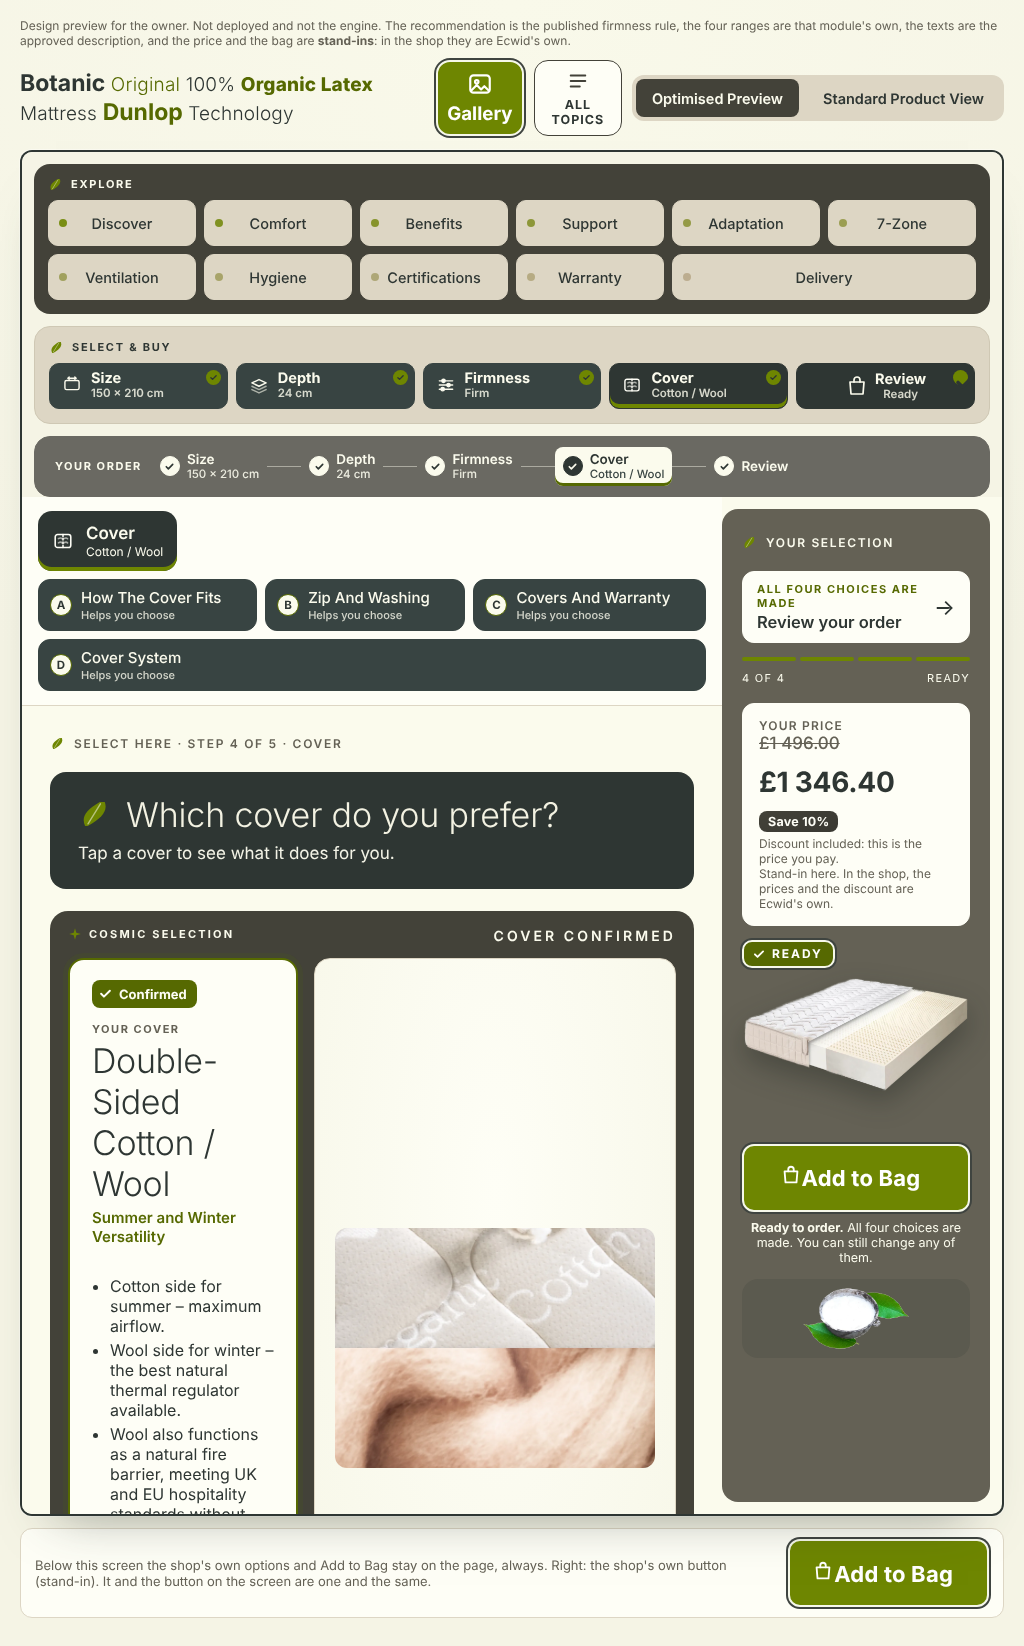 Design preview for the owner. Not deployed and not the engine. The recommendation is the published firmness rule, the four ranges are that module's own, the texts are the
approved description, and the price and the bag are stand-ins: in the shop they are Ecwid's own.
Botanic Original 100% Organic Latex
Mattress Dunlop Technology
Gallery
ALL
TOPICS
Optimised Preview
Standard Product View
EXPLORE
Discover
Comfort
Benefits
Support
Adaptation
7-Zone
Ventilation
Hygiene
Certifications
Warranty
Delivery
SELECT & BUY
Size
150 × 210 cm
Depth
24 cm
Firmness
Firm
Cover
Cotton / Wool
Review
Ready
YOUR ORDER
Size
150 × 210 cm
Depth
24 cm
Firmness
Firm
Cover
Cotton / Wool
Review
Cover
Cotton / Wool
A
How The Cover Fits
Helps you choose
B
Zip And Washing
Helps you choose
C
Covers And Warranty
Helps you choose
D
Cover System
Helps you choose
SELECT HERE · STEP 4 OF 5 · COVER
Which cover do you prefer?
Tap a cover to see what it does for you.
COSMIC SELECTION
COVER CONFIRMED
Confirmed
YOUR COVER
Double-
Sided
Cotton /
Wool
Summer and Winter
Versatility
• Cotton side for
summer – maximum
airflow.
• Wool side for winter –
the best natural
thermal regulator
available.
• Wool also functions
as a natural fire
barrier, meeting UK
and EU hospitality
standards without
Cotton
YOUR SELECTION
ALL FOUR CHOICES ARE
MADE
Review your order
4 OF 4
READY
YOUR PRICE
£1 496.00
£1 346.40
Save 10%
Discount included: this is the
price you pay.
Stand-in here. In the shop, the
prices and the discount are
Ecwid's own.
READY
Add to Bag
Ready to order. All four choices are
made. You can still change any of
them.
Below this screen the shop's own options and Add to Bag stay on the page, always. Right: the shop's own button
(stand-in). It and the button on the screen are one and the same.
Add to Bag